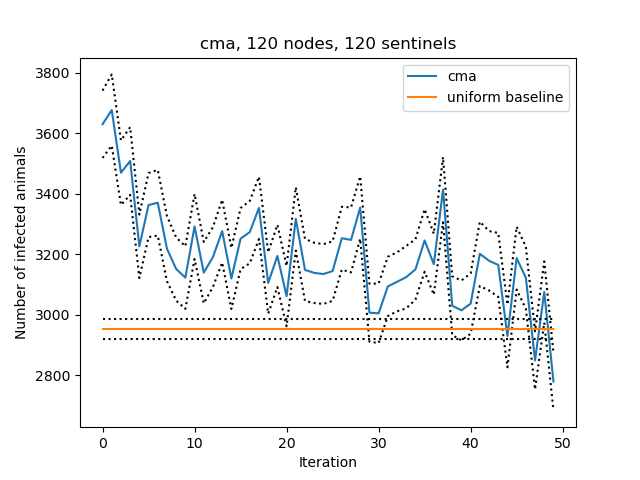 cma, 120 nodes, 120 sentinels
cma
uniform baseline
Number of infected animals
3800
3600
3400
3200
3000
2800
0 10 20 30 40 50
Iteration